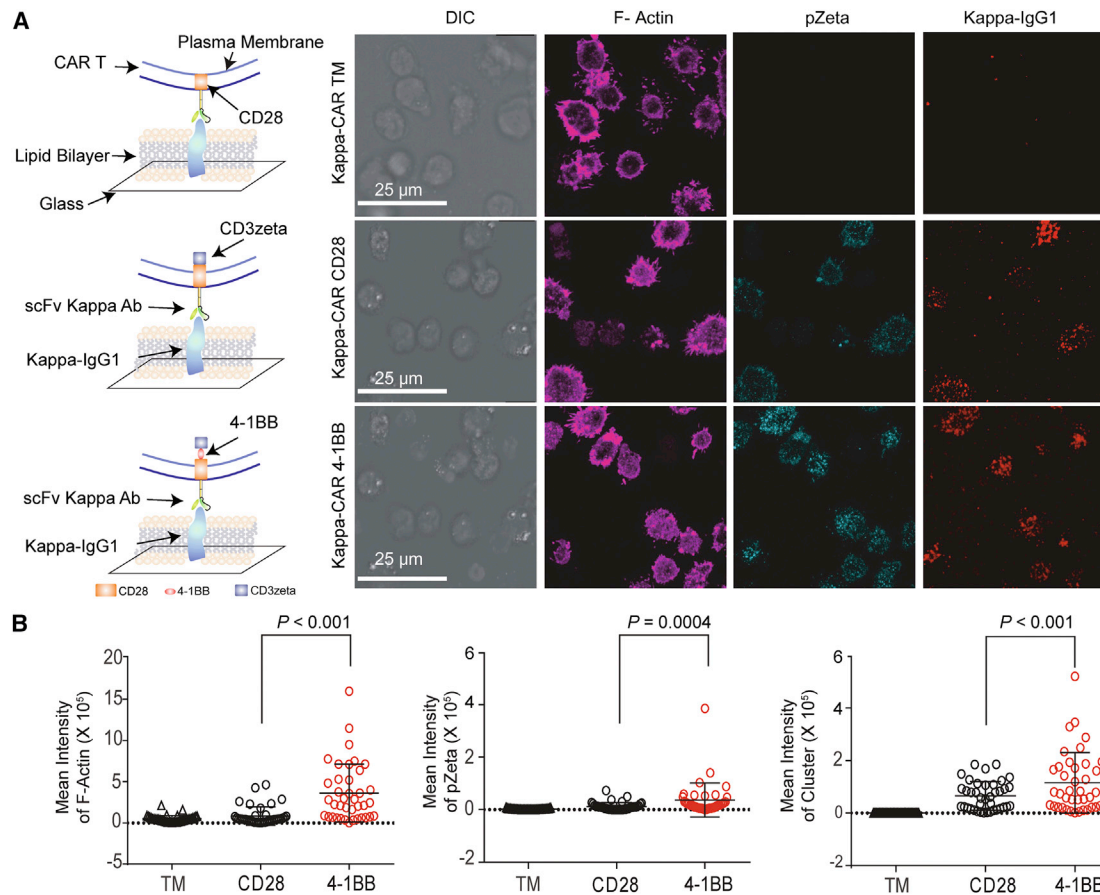 A
DIC
F- Actin
pZeta
Kappa-IgG1
CAR T
Plasma Membrane
CD28
Lipid Bilayer
Glass
Kappa-CAR TM
25 µm
CD3zeta
scFv Kappa Ab
Kappa-IgG1
Kappa-CAR CD28
25 µm
4-1BB
scFv Kappa Ab
Kappa-IgG1
Kappa-CAR 4-1BB
25 µm
CD28
4-1BB
CD3zeta
B
P < 0.001
Mean Intensity
of F-Actin (X 10⁵)
20
15
10
5
0
-5
TM
CD28
4-1BB
P = 0.0004
Mean Intensity
of pZeta (X 10⁵)
6
4
2
0
-2
TM
CD28
4-1BB
P < 0.001
Mean Intensity
of Cluster (X 10⁵)
6
4
2
0
-2
TM
CD28
4-1BB